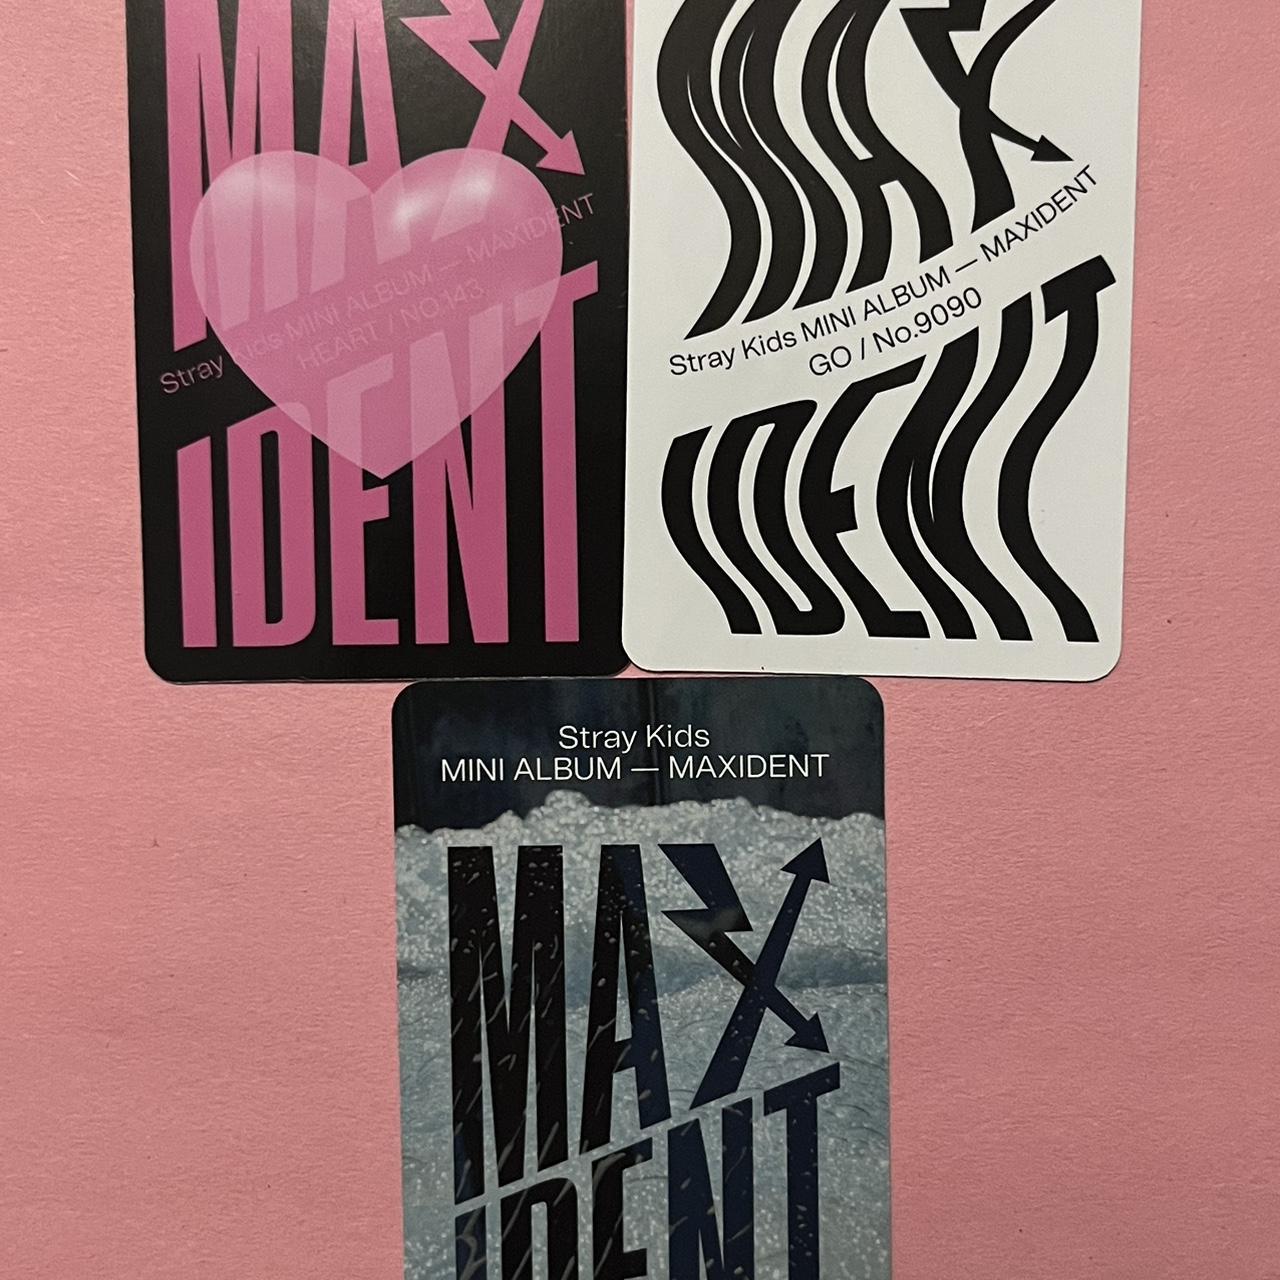 MAX
Stray Kids MINI ALBUM — MAXIDENT
HEART / NO.143
IDENT
MAX
Stray Kids MINI ALBUM — MAXIDENT
GO / No.9090
IDENT
Stray Kids
MINI ALBUM — MAXIDENT
MAX
IDENT